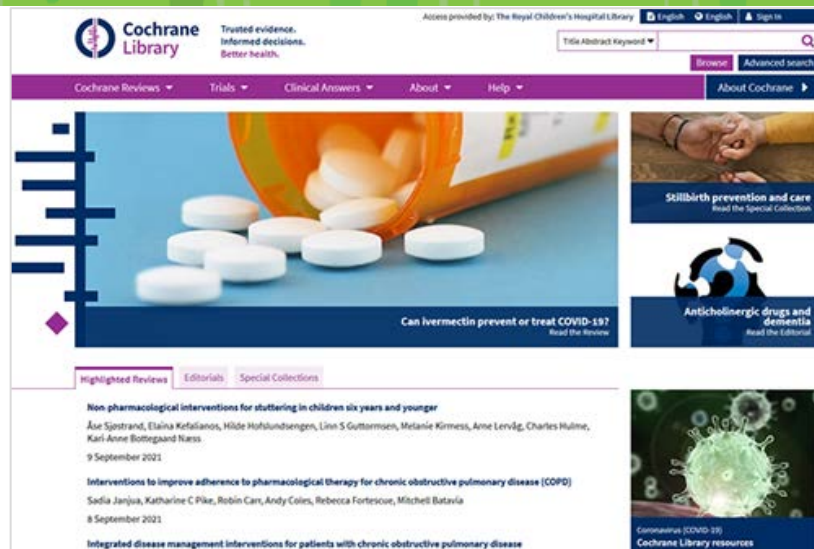 Access provided by: The Royal Children's Hospital Library English English Sign In
Cochrane
Library
Trusted evidence.
Informed decisions.
Better health.
Title Abstract Keyword
Browse Advanced search
Cochrane Reviews Trials Clinical Answers About Help About Cochrane
Can ivermectin prevent or treat COVID-19?
Read the Review
Stillbirth prevention and care
Read the Special Collection
Anticholinergic drugs and
dementia
Read the Editorial
Highlighted Reviews Editorials Special Collections
Non-pharmacological interventions for stuttering in children six years and younger
Åse Sjøstrand, Elaina Kefalianos, Hilde Hofslundsengen, Linn S Guttormsen, Melanie Kirmess, Arne Lervåg, Charles Hulme,
Kari-Anne Bottegaard Næss
9 September 2021
Interventions to improve adherence to pharmacological therapy for chronic obstructive pulmonary disease (COPD)
Sadia Janjua, Katharine C Pike, Robin Carr, Andy Coles, Rebecca Fortescue, Mitchell Batavia
8 September 2021
Integrated disease management interventions for patients with chronic obstructive pulmonary disease
Coronavirus (COVID-19)
Cochrane Library resources